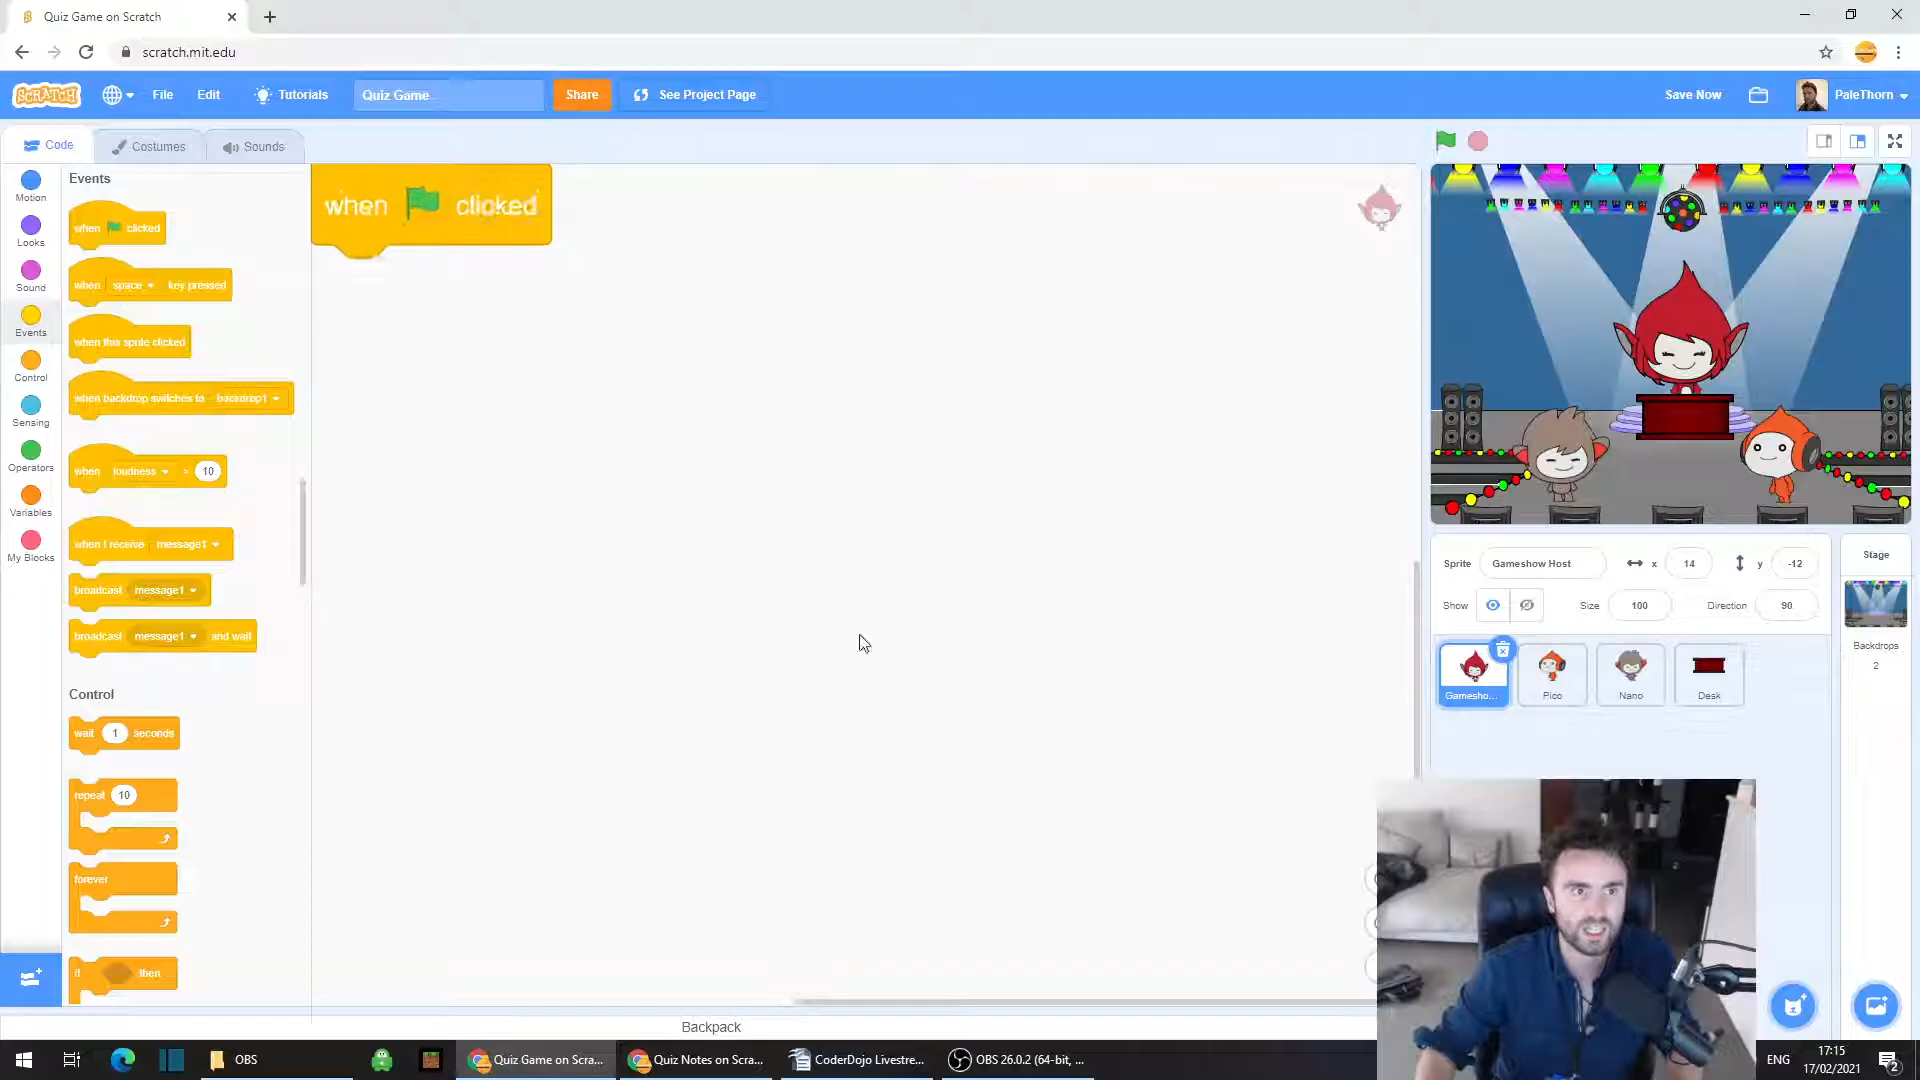 Quiz Game on Scratch
scratch.mit.edu
SCRATCH
File
Edit
Tutorials
Quiz Game
Share
See Project Page
Save Now
PaleThorn
Code
Costumes
Sounds
Motion
Looks
Sound
Events
Control
Sensing
Operators
Variables
My Blocks
Events
when clicked
when space key pressed
when this sprite clicked
when backdrop switches to backdrop1
when loudness > 10
when I receive message1
broadcast message1
broadcast message1 and wait
Control
wait 1 seconds
repeat 10
forever
if then
when clicked
Sprite Gameshow Host x 14 y -12
Show Size 100 Direction 90
Gamesho...
Pico
Nano
Desk
Stage
Backdrops
2
Backpack
OBS
Quiz Game on Scra...
Quiz Notes on Scra...
CoderDojo Livestre...
OBS 26.0.2 (64-bit, ...
ENG
17:15
17/02/2021
2